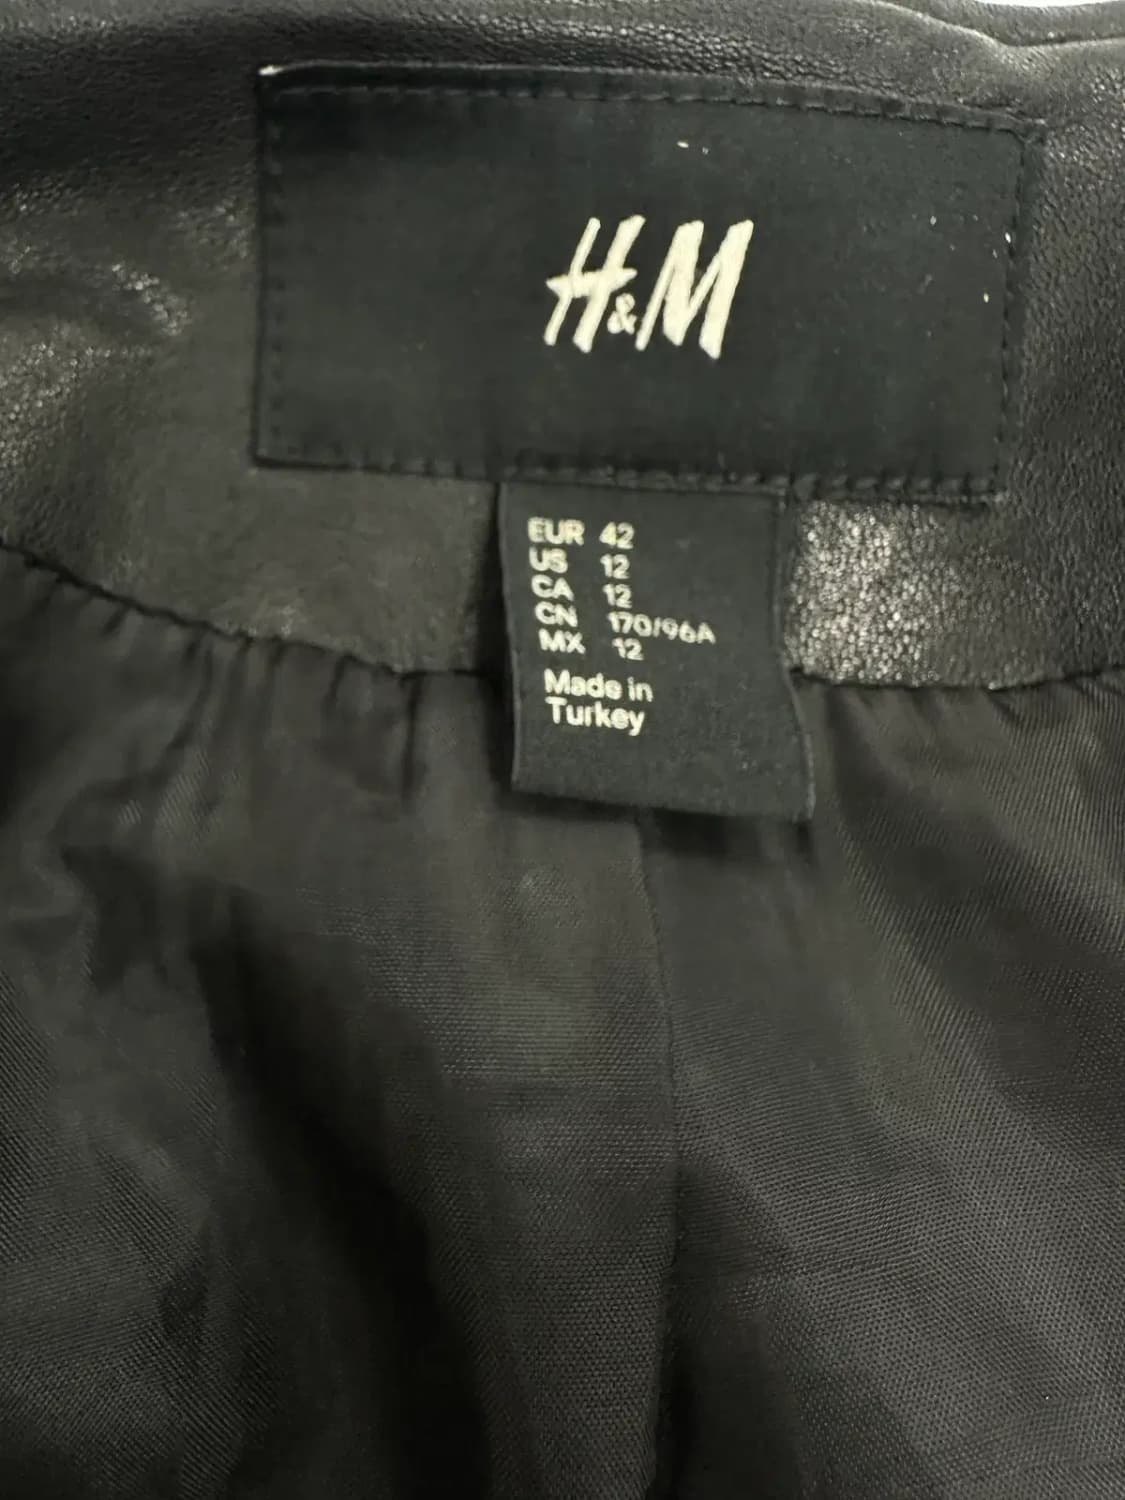 H&M
EUR 42
US 12
CA 12
CN 170/96A
MX 12
Made in
Turkey